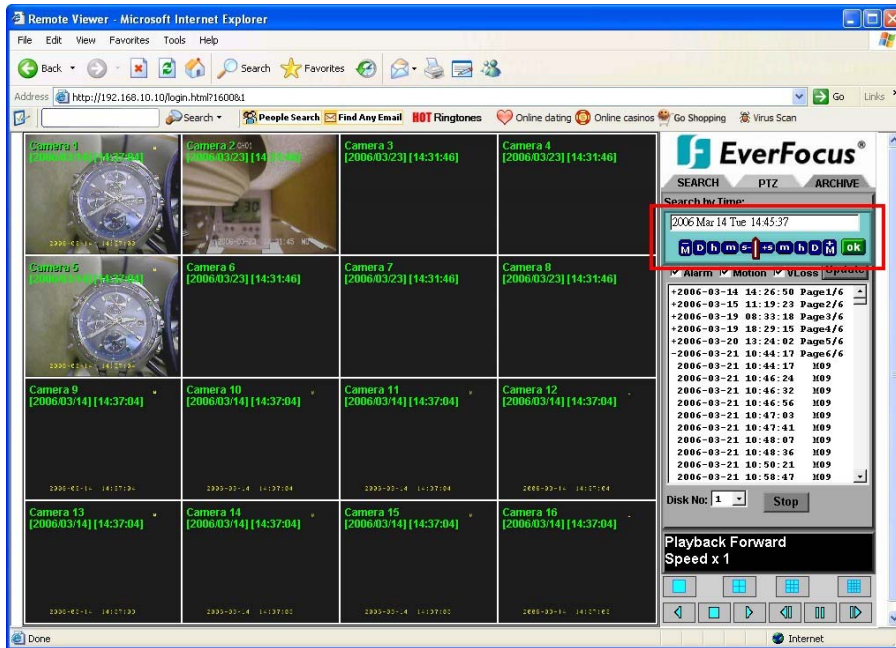 Remote Viewer - Microsoft Internet Explorer
File Edit View Favorites Tools Help
Back Search Favorites
Address http://192.168.10.10/login.html?1600&1 Go Links
Search People Search Find Any Email HOT Ringtones Online dating Online casinos Go Shopping Virus Scan
Camera 1
[2006/03/14] [14:37:04]
Camera 2 CH01
Camera 3
[2006/03/23] [14:31:46]
Camera 4
[2006/03/23] [14:31:46]
Camera 5
Camera 6
[2006/03/23] [14:31:46]
Camera 7
[2006/03/23] [14:31:46]
Camera 8
[2006/03/23] [14:31:46]
Camera 9
[2006/03/14] [14:37:04]
Camera 10
[2006/03/14] [14:37:04]
Camera 11
[2006/03/14] [14:37:04]
Camera 12
[2006/03/14] [14:37:04]
Camera 13
[2006/03/14] [14:37:04]
Camera 14
[2006/03/14] [14:37:04]
Camera 15
[2006/03/14] [14:37:04]
Camera 16
[2006/03/14] [14:37:04]
EverFocus®
SEARCH PTZ ARCHIVE
Search by Time:
2006 Mar 14 Tue 14:45:37
M D h m s- +s m h D M ok
Alarm Motion VLoss Update
+2006-03-14 14:26:50 Page1/6
+2006-03-15 11:19:23 Page2/6
+2006-03-19 08:33:18 Page3/6
+2006-03-19 18:29:15 Page4/6
+2006-03-20 13:24:02 Page5/6
-2006-03-21 10:44:17 Page6/6
2006-03-21 10:44:17 M09
2006-03-21 10:46:24 M09
2006-03-21 10:46:32 M09
2006-03-21 10:46:56 M09
2006-03-21 10:47:03 M09
2006-03-21 10:47:41 M09
2006-03-21 10:48:07 M09
2006-03-21 10:48:36 M09
2006-03-21 10:50:21 M09
2006-03-21 10:58:47 M09
Disk No: 1 Stop
Playback Forward
Speed x 1
Done Internet